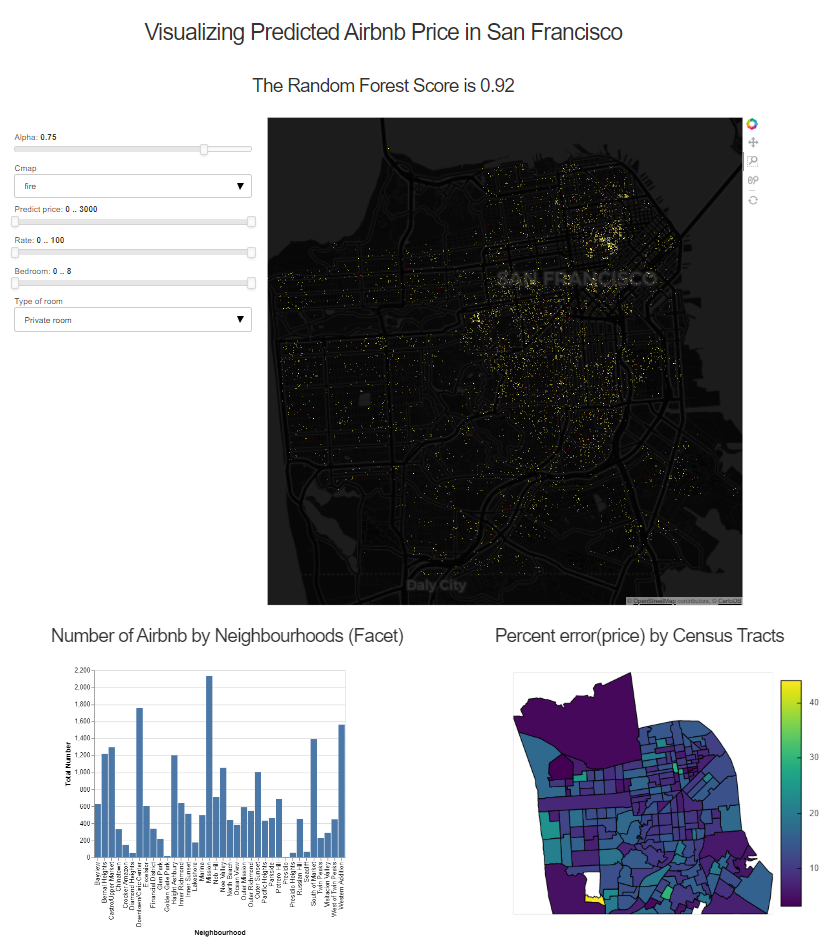 Visualizing Predicted Airbnb Price in San Francisco
The Random Forest Score is 0.92
Alpha: 0.75
Cmap
fire
Predict price: 0 .. 3000
Rate: 0 .. 100
Bedroom: 0 .. 8
Type of room
Private room
SAN FRANCISCO
Daly City
© OpenStreetMap contributors, © CartoDB
Number of Airbnb by Neighbourhoods (Facet)
Percent error(price) by Census Tracts
2,200
2,000
1,800
1,600
1,400
1,200
1,000
800
600
400
200
0
Total Number
Bayview
Bernal Heights
Castro/Upper Market
Chinatown
Crocker Amazon
Diamond Heights
Downtown/Civic Center
Excelsior
Financial District
Glen Park
Golden Gate Park
Haight Ashbury
Inner Richmond
Inner Sunset
Lakeshore
Marina
Mission
Nob Hill
Noe Valley
North Beach
Ocean View
Outer Mission
Outer Richmond
Outer Sunset
Pacific Heights
Parkside
Potrero Hill
Presidio
Presidio Heights
Russian Hill
Seacliff
South of Market
Twin Peaks
Visitacion Valley
West of Twin Peaks
Western Addition
Neighbourhood
40
30
20
10